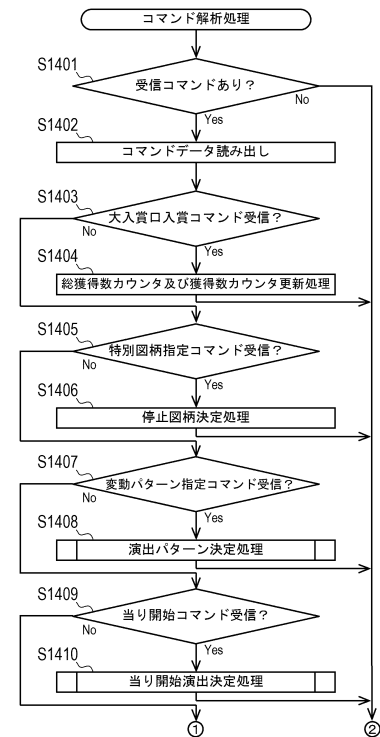 コマンド解析処理
S1401
受信コマンドあり？
No
Yes
S1402
コマンドデータ読み出し
S1403
大入賞口入賞コマンド受信？
No
Yes
S1404
総獲得数カウンタ及び獲得数カウンタ更新処理
S1405
特別図柄指定コマンド受信？
No
Yes
S1406
停止図柄決定処理
S1407
変動パターン指定コマンド受信？
No
Yes
S1408
演出パターン決定処理
S1409
当り開始コマンド受信？
No
Yes
S1410
当り開始演出決定処理
① ②